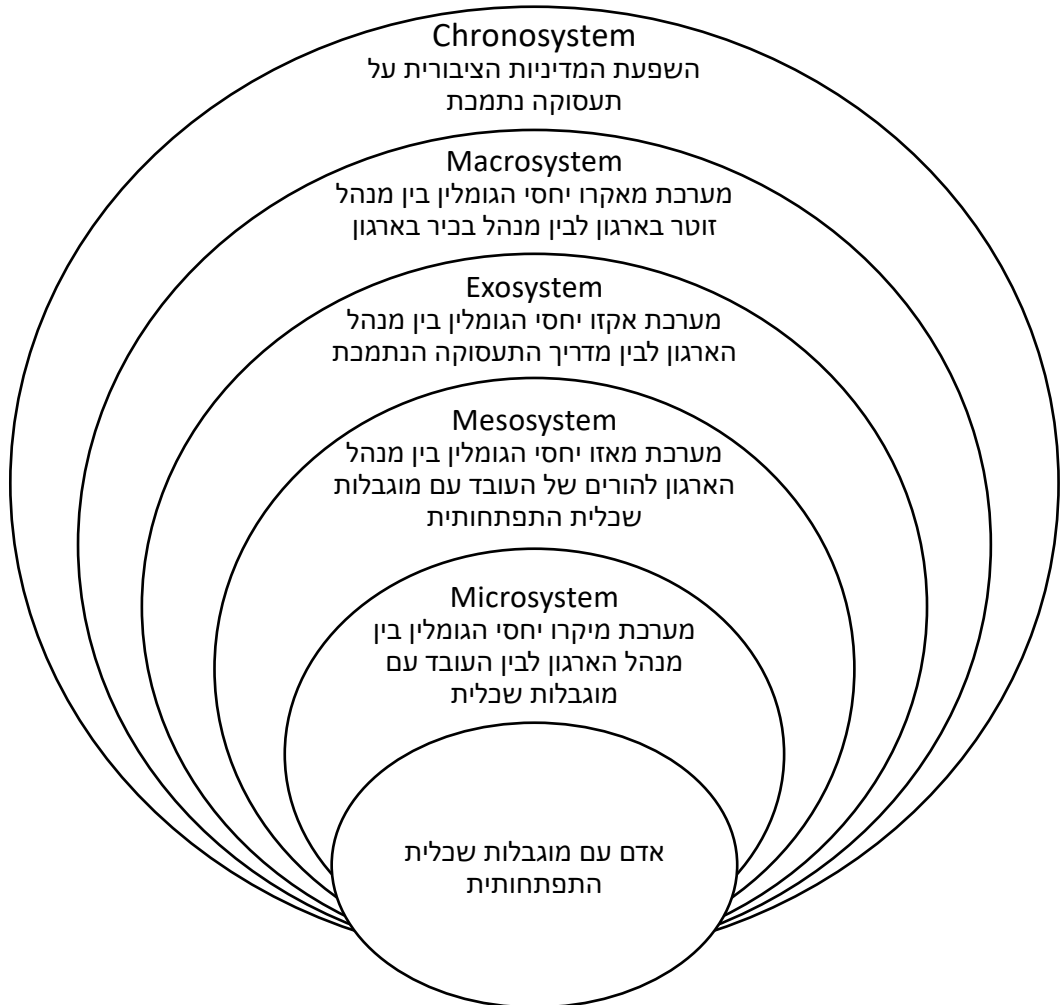 Chronosystem
השפעת המדיניות הציבורית על
תעסוקה נתמכת
Macrosystem
מערכת מאקרו יחסי הגומלין בין מנהל
זוטר בארגון לבין מנהל בכיר בארגון
Exosystem
מערכת אקזו יחסי הגומלין בין מנהל
הארגון לבין מדריך התעסוקה הנתמכת
Mesosystem
מערכת מאזו יחסי הגומלין בין מנהל
הארגון להורים של העובד עם מוגבלות
שכלית התפתחותית
Microsystem
מערכת מיקרו יחסי הגומלין בין
מנהל הארגון לבין העובד עם
מוגבלות שכלית
אדם עם מוגבלות שכלית
התפתחותית